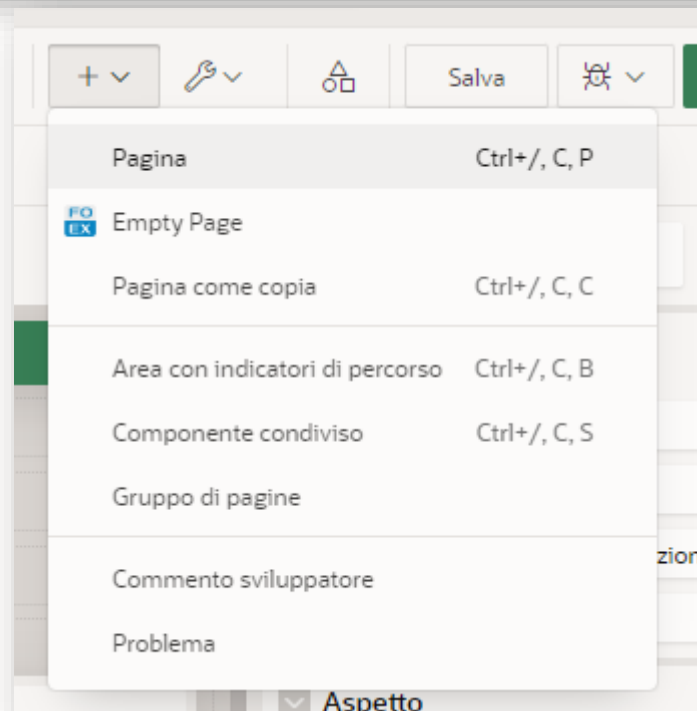 Salva
Pagina Ctrl+/, C, P
FO
EX
Empty Page
Pagina come copia Ctrl+/, C, C
Area con indicatori di percorso Ctrl+/, C, B
Componente condiviso Ctrl+/, C, S
Gruppo di pagine
zion
Commento sviluppatore
Problema
Aspetto